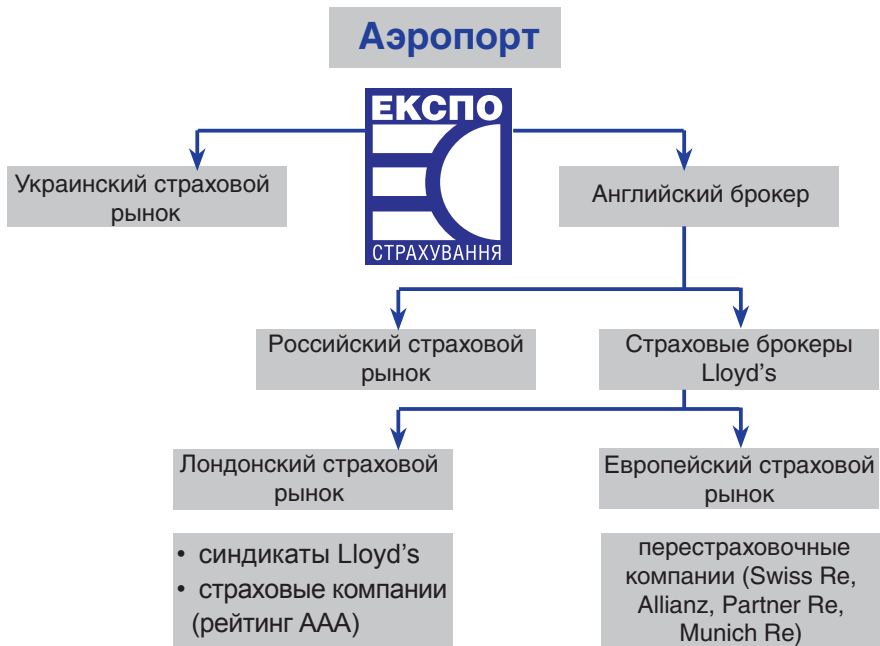 Аэропорт
ЕКСПО
СТРАХУВАННЯ
Украинский страховой
рынок
Английский брокер
Российский страховой
рынок
Страховые брокеры
Lloyd's
Лондонский страховой
рынок
Европейский страховой
рынок
• синдикаты Lloyd's
• страховые компании
(рейтинг ААА)
перестраховочные
компании (Swiss Re,
Allianz, Partner Re,
Munich Re)